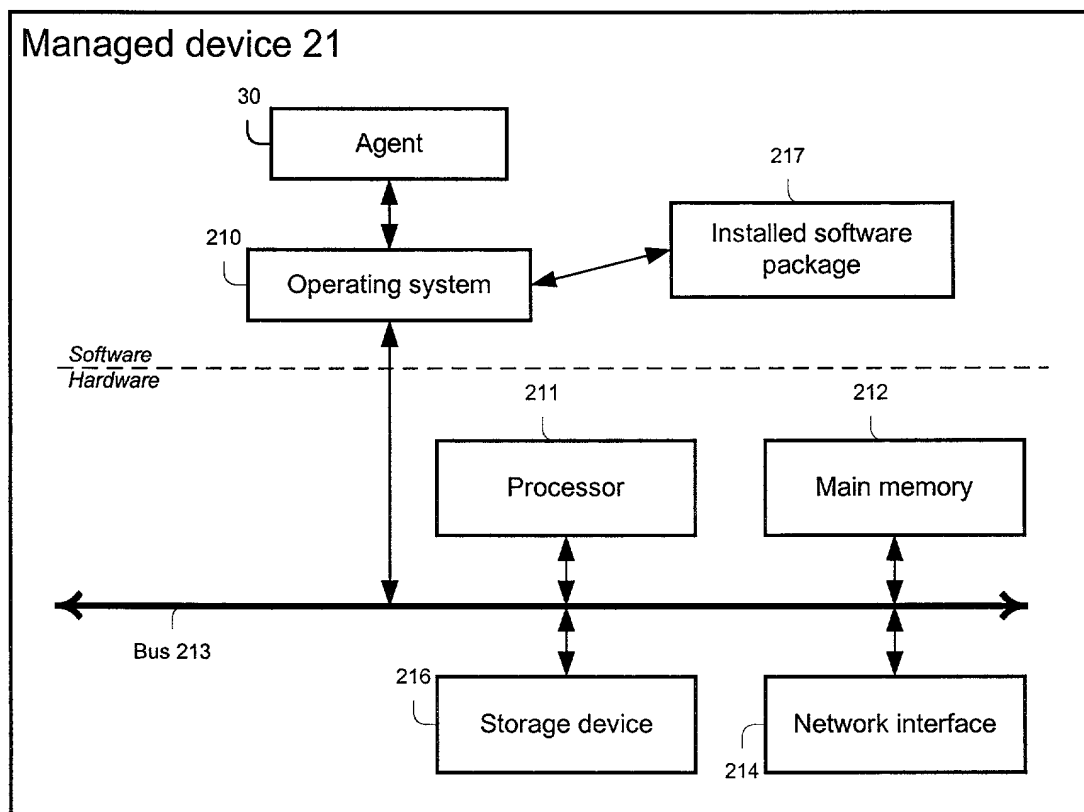 Managed device 21
30
Agent
217
Installed software
package
210
Operating system
Software
Hardware
211
212
Processor
Main memory
Bus 213
216
Storage device
Network interface
214